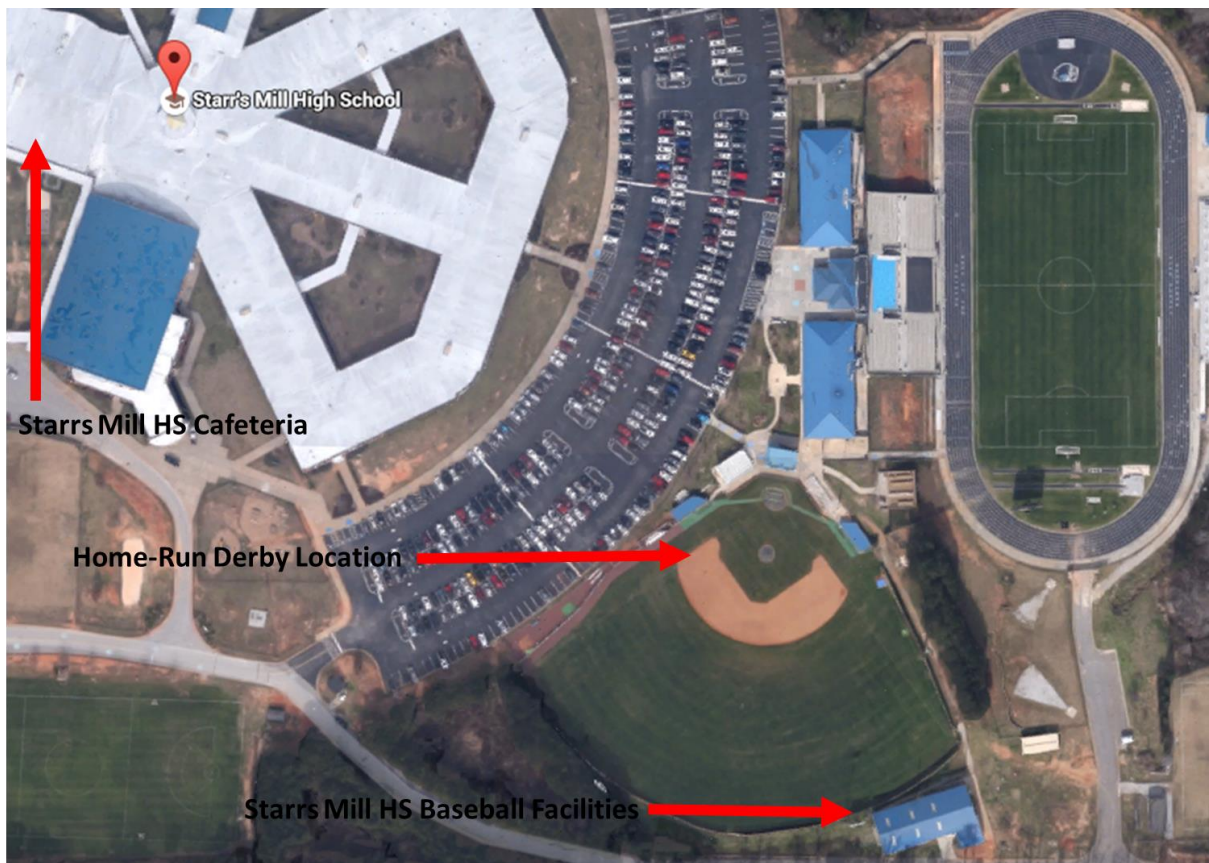 Starr's Mill High School
Starrs Mill HS Cafeteria
Home-Run Derby Location
Starrs Mill HS Baseball Facilities